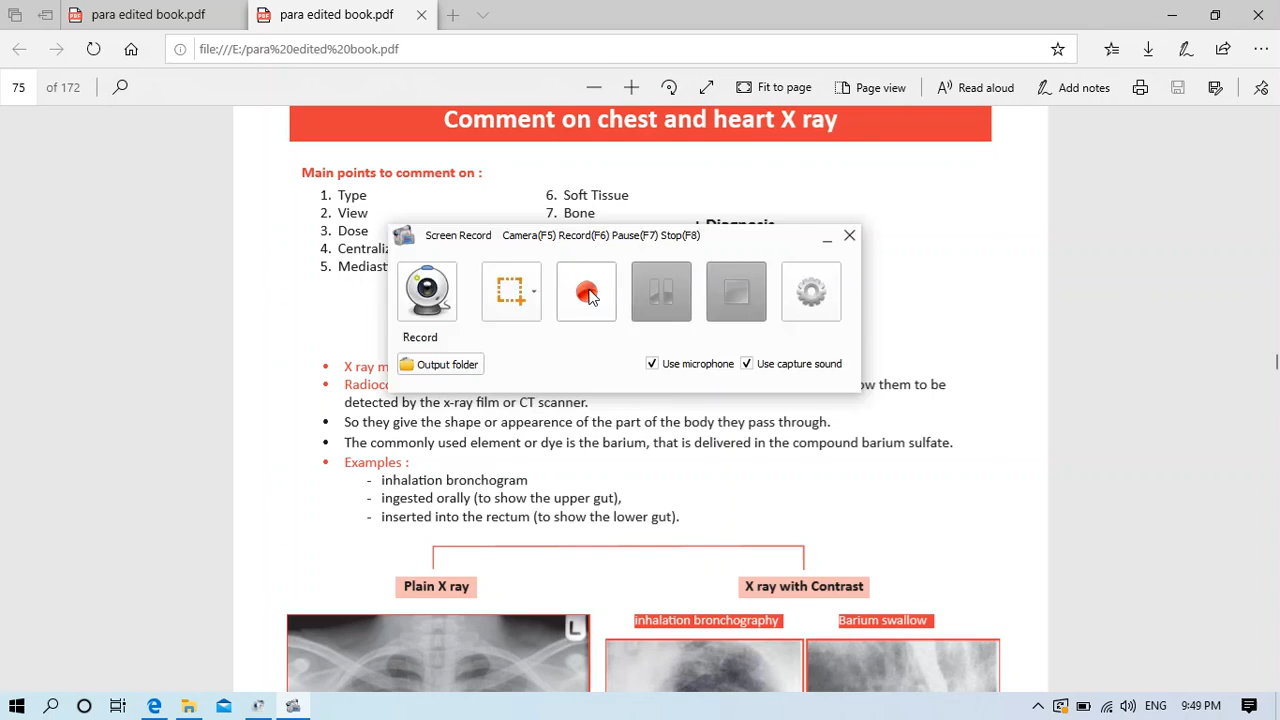 para edited book.pdf
para edited book.pdf
file:///E:/para%20edited%20book.pdf
75 of 172
Fit to page
Page view
Read aloud
Add notes
Comment on chest and heart X ray
Main points to comment on :
1. Type
2. View
3. Dose
4. Centraliz
5. Mediast
6. Soft Tissue
7. Bone
Diagnosis
Screen Record Camera(F5) Record(F6) Pause(F7) Stop(F8)
Record
Output folder
Use microphone
Use capture sound
• X ray m
• Radioco ow them to be
detected by the x-ray film or CT scanner.
• So they give the shape or appearence of the part of the body they pass through.
• The commonly used element or dye is the barium, that is delivered in the compound barium sulfate.
• Examples :
- inhalation bronchogram
- ingested orally (to show the upper gut),
- inserted into the rectum (to show the lower gut).
Plain X ray
X ray with Contrast
inhalation bronchography
Barium swallow
L
ENG
9:49 PM